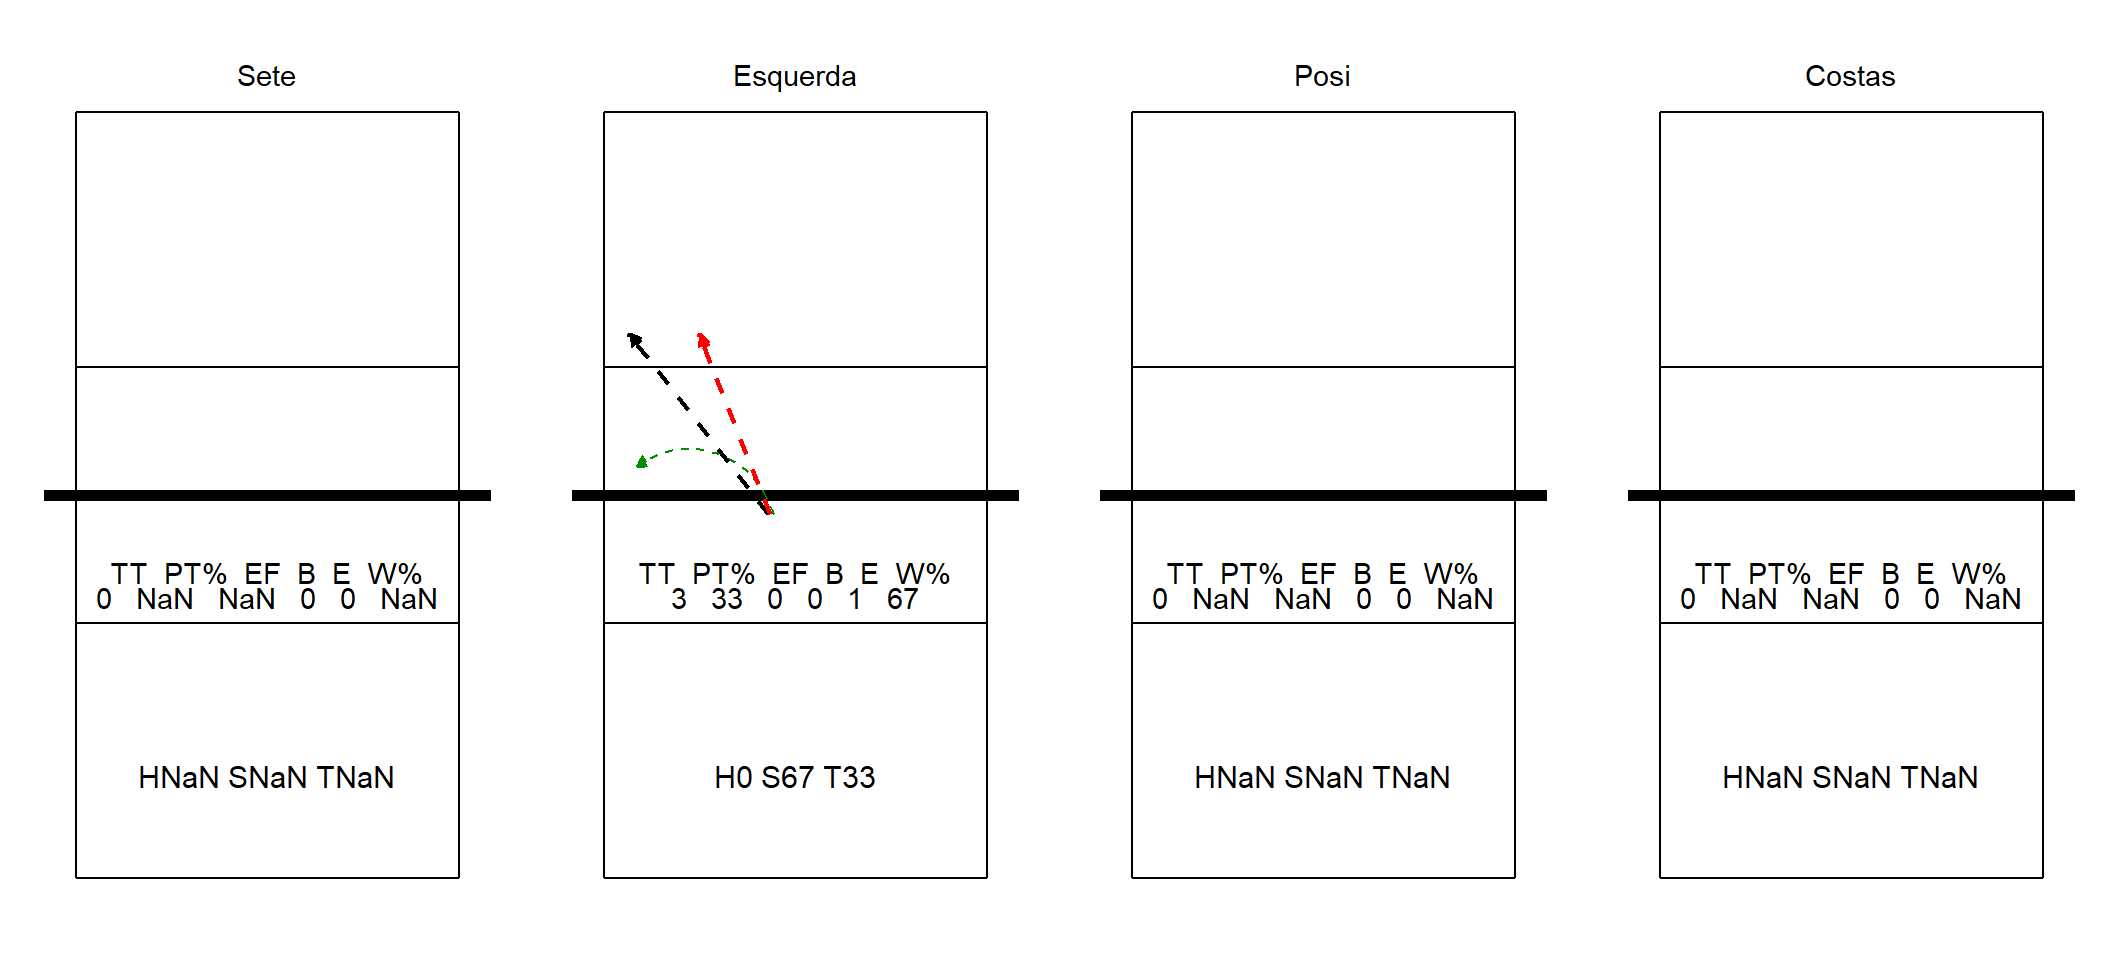 Sete
TT PT% EF B E W%
0 NaN NaN 0 0 NaN
HNaN SNaN TNaN
Esquerda
TT PT% EF B E W%
3 33 0 0 1 67
H0 S67 T33
Posi
TT PT% EF B E W%
0 NaN NaN 0 0 NaN
HNaN SNaN TNaN
Costas
TT PT% EF B E W%
0 NaN NaN 0 0 NaN
HNaN SNaN TNaN